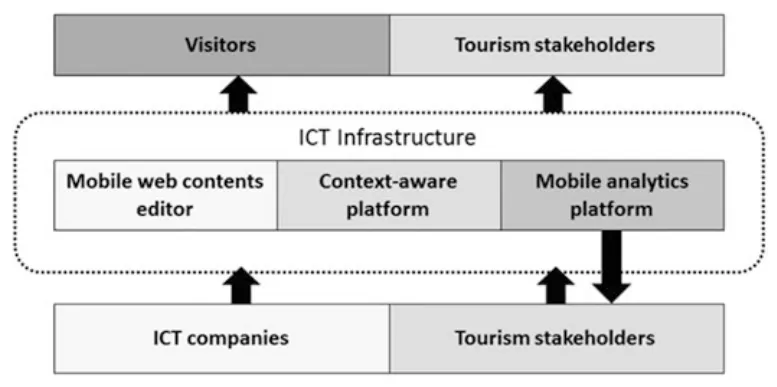 Visitors
Tourism stakeholders
ICT Infrastructure
Mobile web contents
editor
Context-aware
platform
Mobile analytics
platform
ICT companies
Tourism stakeholders